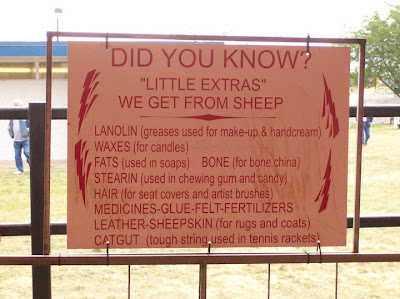 DID YOU KNOW?
"LITTLE EXTRAS"
WE GET FROM SHEEP
LANOLIN (greases used for make-up & handcream)
WAXES (for candles)
FATS (used in soaps) BONE (for bone china)
STEARIN (used in chewing gum and candy)
HAIR (for seat covers and artist brushes)
MEDICINES-GLUE-FELT-FERTILIZERS
LEATHER-SHEEPSKIN (for rugs and coats)
CATGUT (tough string used in tennis rackets)